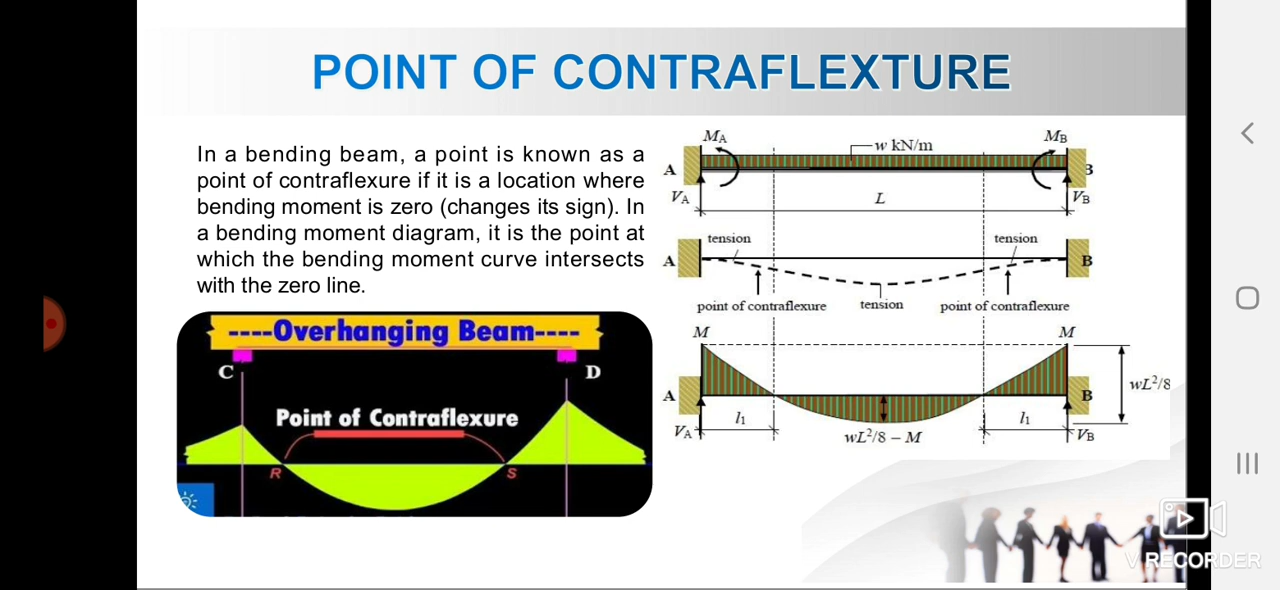 POINT OF CONTRAFLEXTURE
In a bending beam, a point is known as a
point of contraflexure if it is a location where
bending moment is zero (changes its sign). In
a bending moment diagram, it is the point at
which the bending moment curve intersects
with the zero line.
----Overhanging Beam----
C D
Point of Contraflexure
R S
MA MB
w kN/m
A B
VA L VB
tension tension
A B
point of contraflexure tension point of contraflexure
M M
wL²/8
A B
l1 l1
VA wL²/8 – M VB
V RECORDER